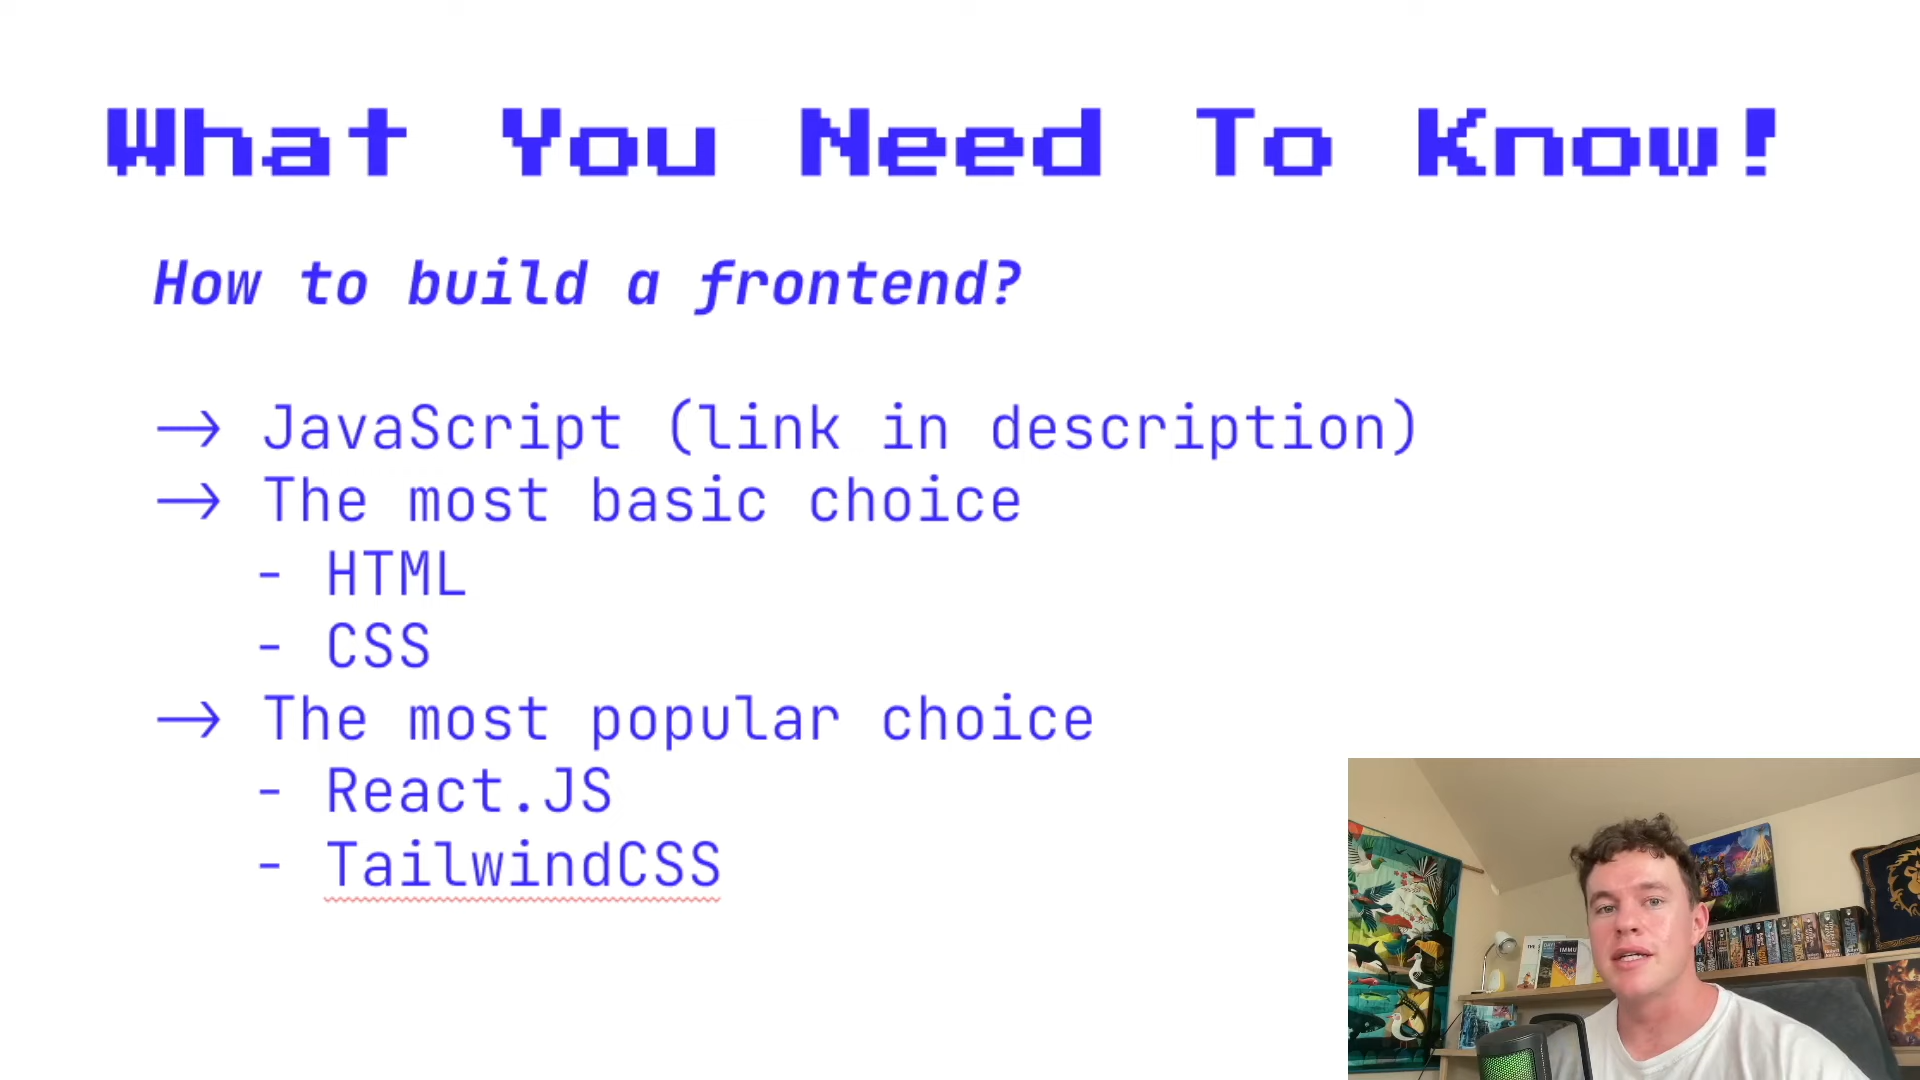 What You Need To Know!
How to build a frontend?
→ JavaScript (link in description)
→ The most basic choice
- HTML
- CSS
→ The most popular choice
- React.JS
- TailwindCSS